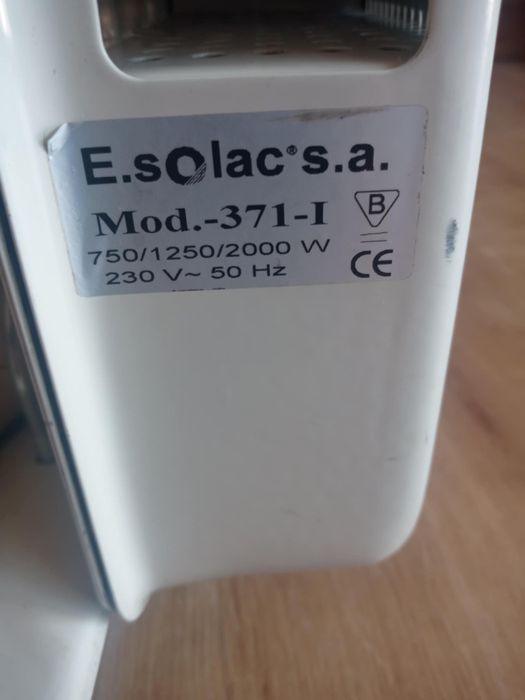 E.solac® s.a.
Mod.-371-I
B
750/1250/2000 W
230 V~ 50 Hz
CE